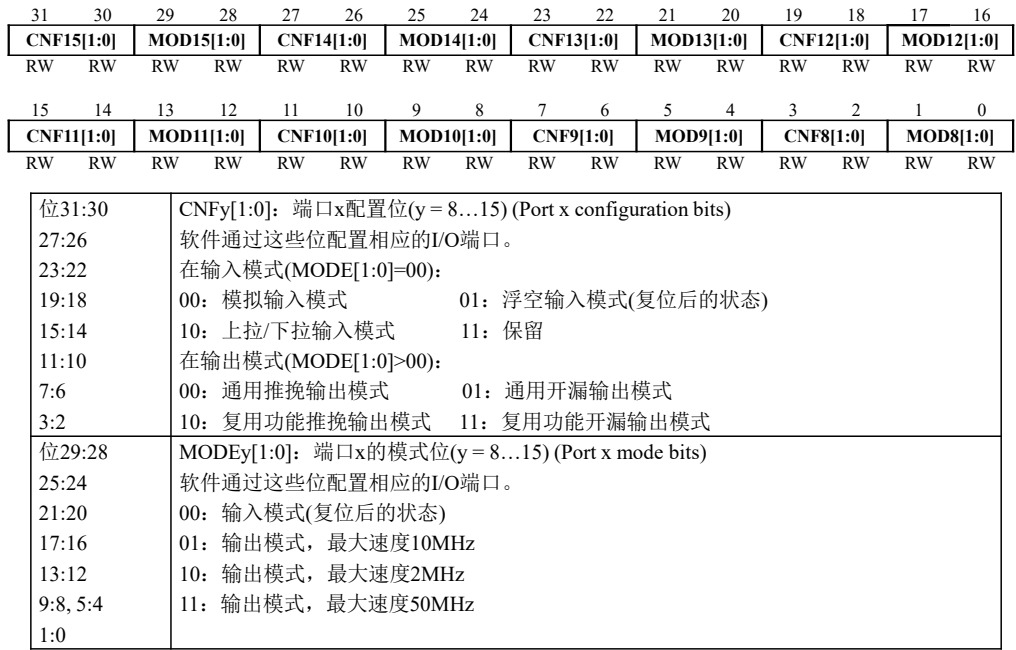 31 30 29 28 27 26 25 24 23 22 21 20 19 18 17 16
CNF15[1:0] MOD15[1:0] CNF14[1:0] MOD14[1:0] CNF13[1:0] MOD13[1:0] CNF12[1:0] MOD12[1:0]
RW RW RW RW RW RW RW RW RW RW RW RW RW RW RW RW
15 14 13 12 11 10 9 8 7 6 5 4 3 2 1 0
CNF11[1:0] MOD11[1:0] CNF10[1:0] MOD10[1:0] CNF9[1:0] MOD9[1:0] CNF8[1:0] MOD8[1:0]
RW RW RW RW RW RW RW RW RW RW RW RW RW RW RW RW
位31:30 CNFy[1:0]：端口x配置位(y = 8…15) (Port x configuration bits)
27:26 软件通过这些位配置相应的I/O端口。
23:22 在输入模式(MODE[1:0]=00)：
19:18 00：模拟输入模式 01：浮空输入模式(复位后的状态)
15:14 10：上拉/下拉输入模式 11：保留
11:10 在输出模式(MODE[1:0]>00)：
7:6 00：通用推挽输出模式 01：通用开漏输出模式
3:2 10：复用功能推挽输出模式 11：复用功能开漏输出模式
位29:28 MODEy[1:0]：端口x的模式位(y = 8…15) (Port x mode bits)
25:24 软件通过这些位配置相应的I/O端口。
21:20 00：输入模式(复位后的状态)
17:16 01：输出模式，最大速度10MHz
13:12 10：输出模式，最大速度2MHz
9:8, 5:4 11：输出模式，最大速度50MHz
1:0